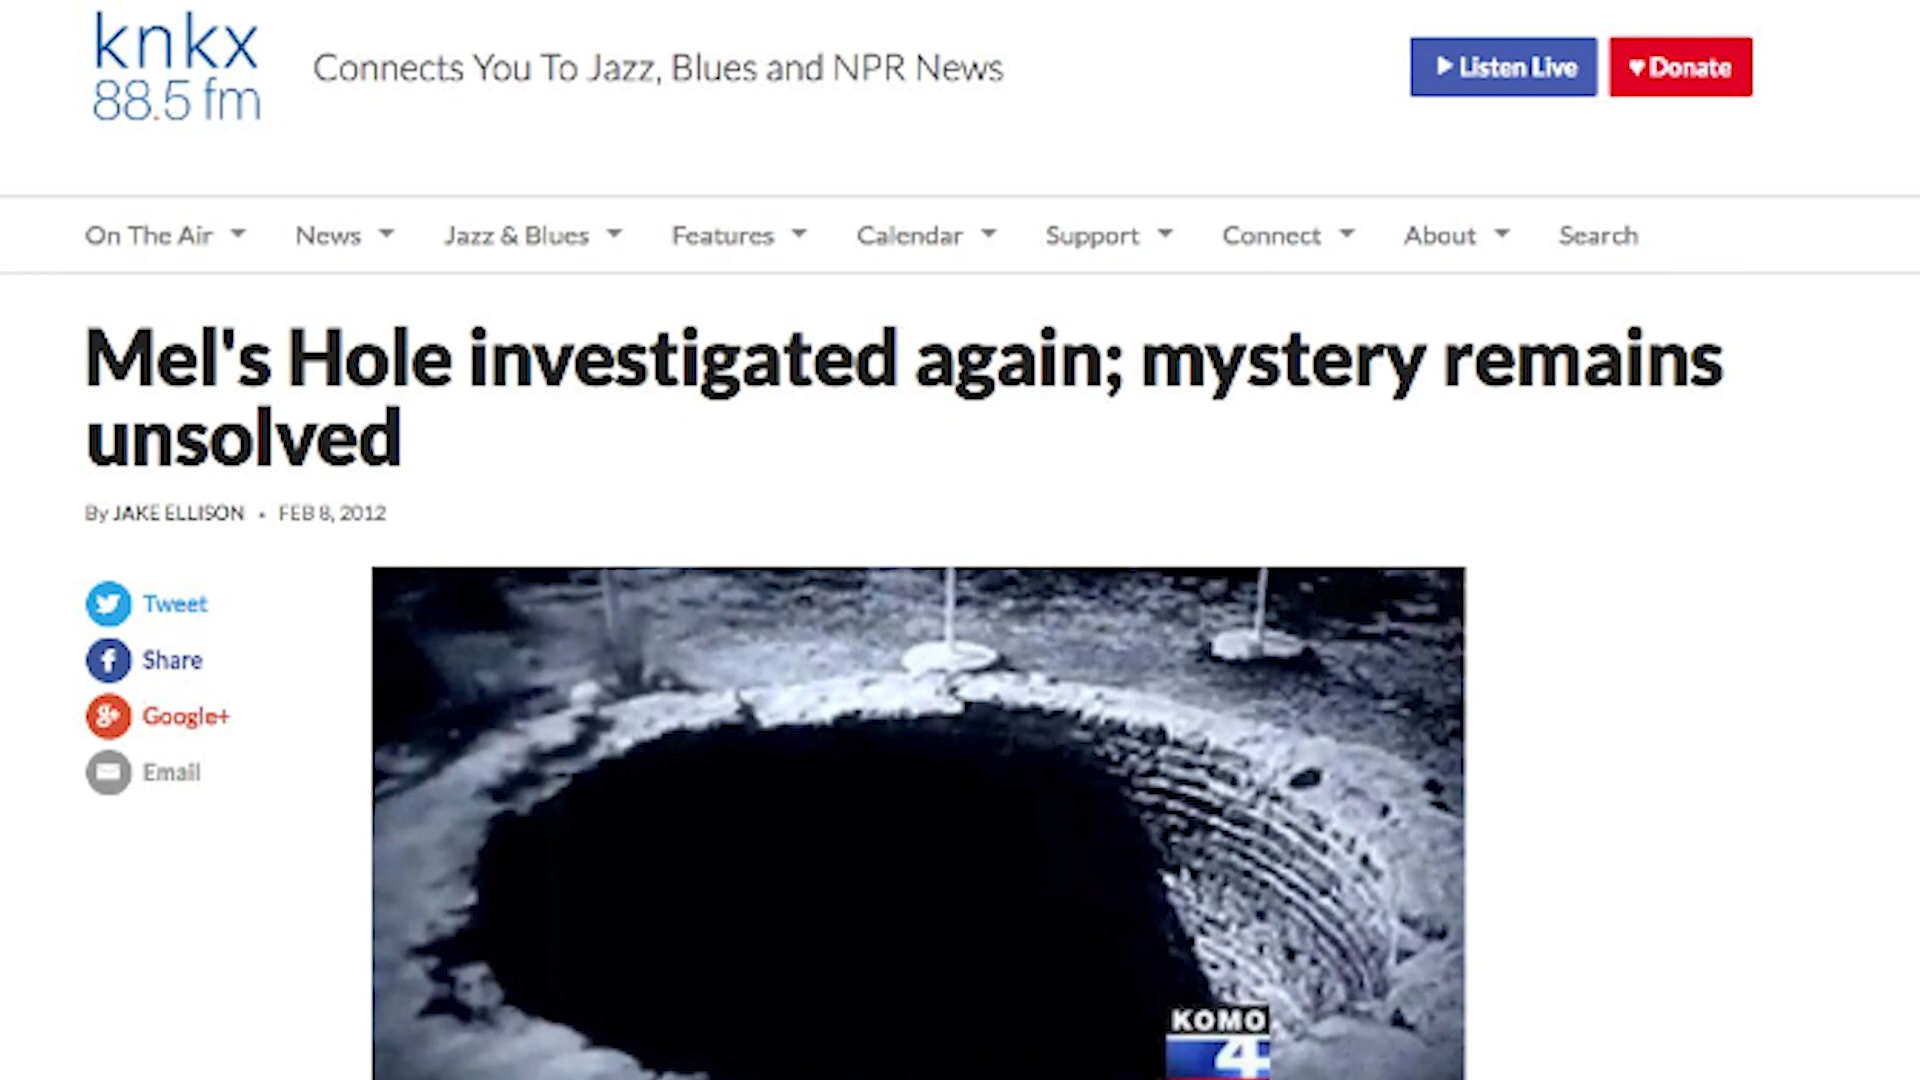 knkx
88.5 fm
Connects You To Jazz, Blues and NPR News
Listen Live
Donate
On The Air
News
Jazz & Blues
Features
Calendar
Support
Connect
About
Search
Mel's Hole investigated again; mystery remains
unsolved
By JAKE ELLISON • FEB 8, 2012
Tweet
Share
Google+
Email
KOMO
4